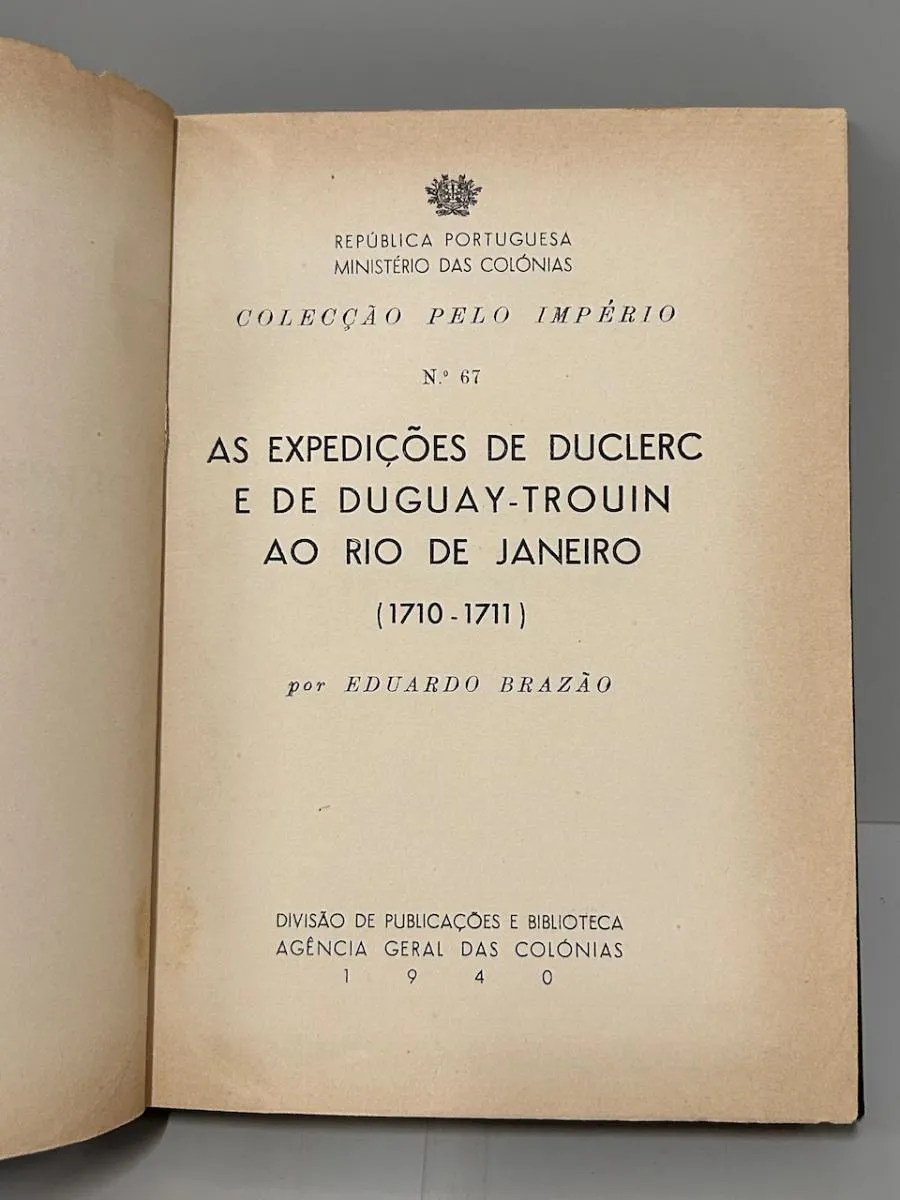 REPÚBLICA PORTUGUESA
MINISTÉRIO DAS COLÓNIAS
COLECÇÃO PELO IMPÉRIO
N.º 67
AS EXPEDIÇÕES DE DUCLERC
E DE DUGUAY-TROUIN
AO RIO DE JANEIRO
(1710-1711)
por EDUARDO BRAZÃO
DIVISÃO DE PUBLICAÇÕES E BIBLIOTECA
AGÊNCIA GERAL DAS COLÓNIAS
1 9 4 0